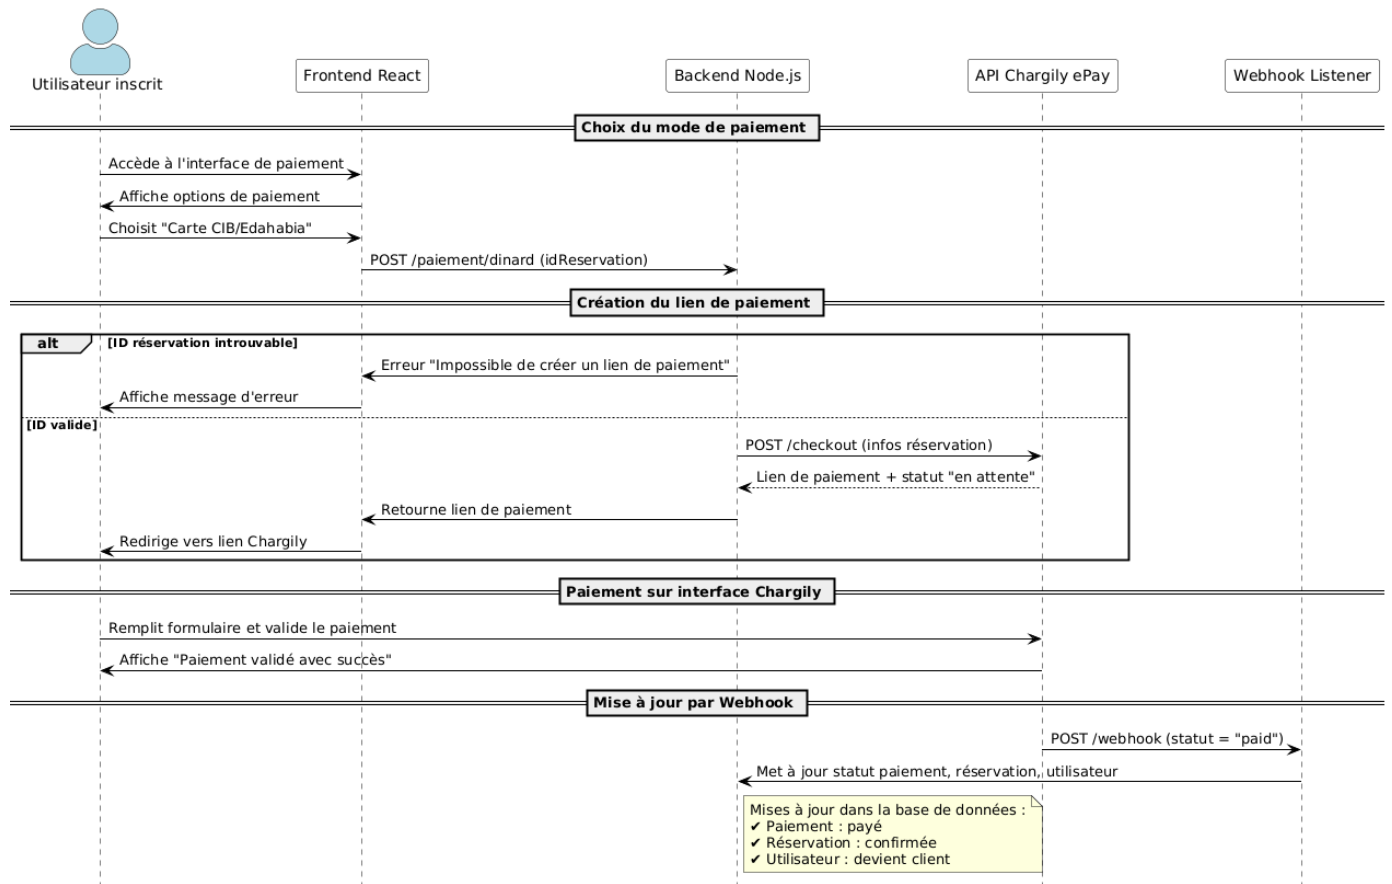 Utilisateur inscrit
Frontend React
Backend Node.js
API Chargily ePay
Webhook Listener
Choix du mode de paiement
Accède à l'interface de paiement
Affiche options de paiement
Choisit "Carte CIB/Edahabia"
POST /paiement/dinard (idReservation)
Création du lien de paiement
alt [ID réservation introuvable]
Erreur "Impossible de créer un lien de paiement"
Affiche message d'erreur
[ID valide]
POST /checkout (infos réservation)
Lien de paiement + statut "en attente"
Retourne lien de paiement
Redirige vers lien Chargily
Paiement sur interface Chargily
Remplit formulaire et valide le paiement
Affiche "Paiement validé avec succès"
Mise à jour par Webhook
POST /webhook (statut = "paid")
Met à jour statut paiement, réservation, utilisateur
Mises à jour dans la base de données :
✔ Paiement : payé
✔ Réservation : confirmée
✔ Utilisateur : devient client